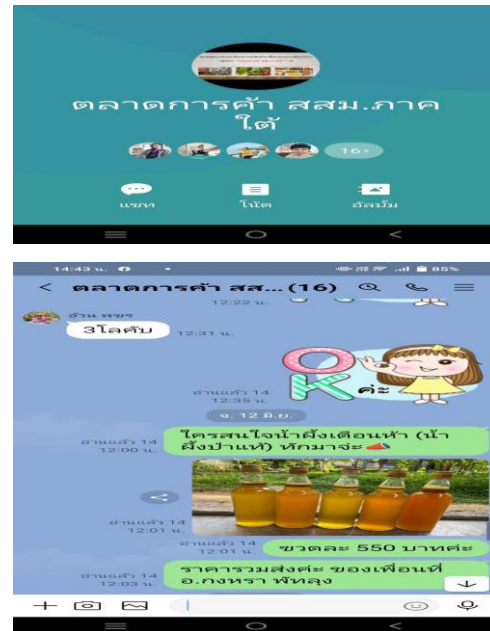 ตลาดการค้า สสม.ภาค
ใต้
16>
แชท
โน้ต
อัลบั้ม
14:43 น.
85%
< ตลาดการค้า สส... (16)
12:22 น.
อ้วน พชร
3โลคับ
12:31 น.
OK ค่ะ
อ่านแล้ว 14
12:35 น.
จ. 12 มิ.ย.
ใครสนใจน้ำผึ้งเดือนห้า (น้ำ
ผึ้งป่าแท้) ทักมาจ่ะ
อ่านแล้ว 14
12:00 น.
อ่านแล้ว 14
12:01 น.
อ่านแล้ว 14
12:01 น.
ขวดละ 550 บาทค่ะ
ราคารวมส่งค่ะ ของเพื่อนที่
อ.กงหรา พัทลุง
อ่านแล้ว 14
12:03 น.